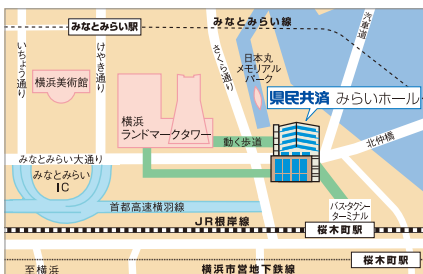 みなとみらい線
汽車道
みなとみらい駅
いちょう通り
けやき通り
さくら通り
日本丸
メモリアル
パーク
横浜美術館
県民共済 みらいホール
横浜
ランドマークタワー
動く歩道
北仲橋
みなとみらい大通り
みなとみらい
IC
首都高速横羽線
バス・タクシー
ターミナル
JR根岸線
桜木町駅
桜木町駅
至横浜
横浜市営地下鉄線